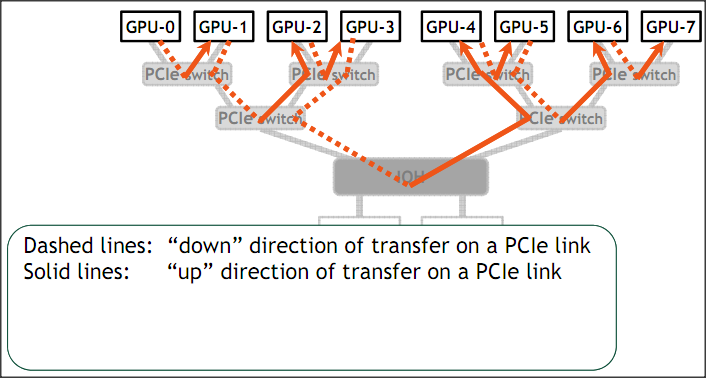 GPU-0 GPU-1 GPU-2 GPU-3 GPU-4 GPU-5 GPU-6 GPU-7
PCIe switch PCIe switch PCIe switch PCIe switch
PCIe switch PCIe switch
IOH
Dashed lines: “down” direction of transfer on a PCIe link
Solid lines: “up” direction of transfer on a PCIe link